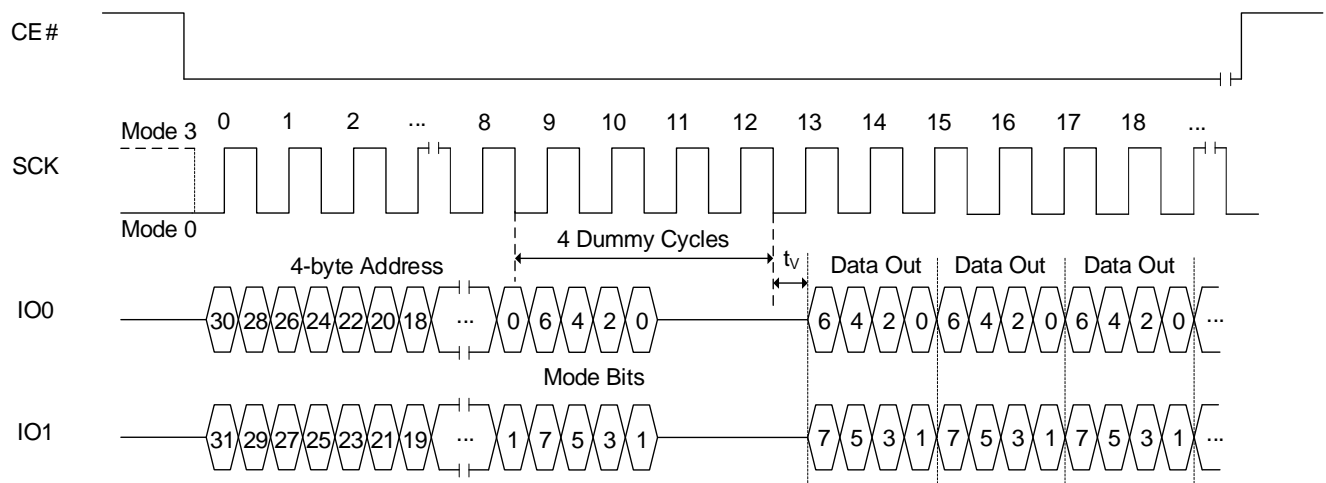 CE#
0 1 2 ... 8 9 10 11 12 13 14 15 16 17 18 ...
Mode 3
SCK
Mode 0
4 Dummy Cycles
4-byte Address
tV
Data Out Data Out Data Out
IO0 30 28 26 24 22 20 18 ... 0 6 4 2 0 6 4 2 0 6 4 2 0 6 4 2 0 ...
Mode Bits
IO1 31 29 27 25 23 21 19 ... 1 7 5 3 1 7 5 3 1 7 5 3 1 7 5 3 1 ...